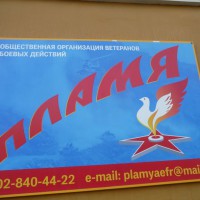 ОБЩЕСТВЕННАЯ ОРГАНИЗАЦИЯ ВЕТЕРАНОВ
БОЕВЫХ ДЕЙСТВИЙ
ПЛАМЯ
02-840-44-22 e-mail: plamyaefr@mai